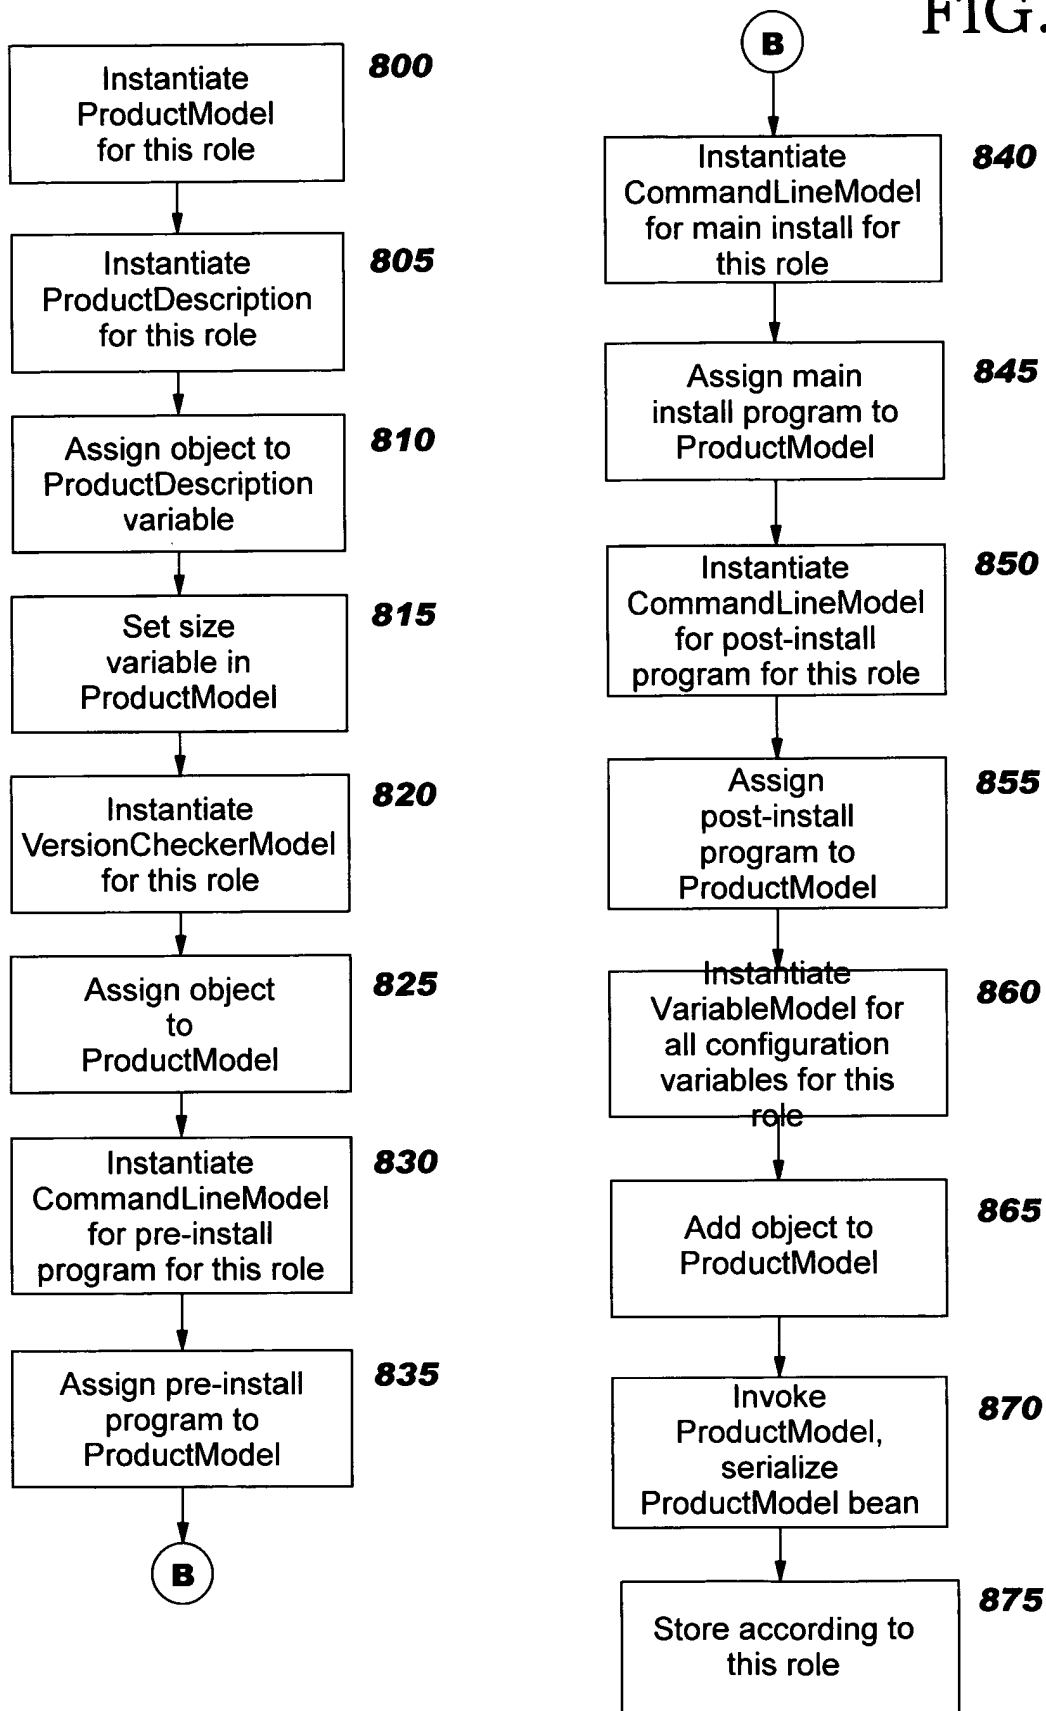 FIG.
Instantiate
ProductModel
for this role
800
Instantiate
ProductDescription
for this role
805
Assign object to
ProductDescription
variable
810
Set size
variable in
ProductModel
815
Instantiate
VersionCheckerModel
for this role
820
Assign object
to
ProductModel
825
Instantiate
CommandLineModel
for pre-install
program for this role
830
Assign pre-install
program to
ProductModel
835
B
B
Instantiate
CommandLineModel
for main install for
this role
840
Assign main
install program to
ProductModel
845
Instantiate
CommandLineModel
for post-install
program for this role
850
Assign
post-install
program to
ProductModel
855
Instantiate
VariableModel for
all configuration
variables for this
role
860
Add object to
ProductModel
865
Invoke
ProductModel,
serialize
ProductModel bean
870
Store according to
this role
875